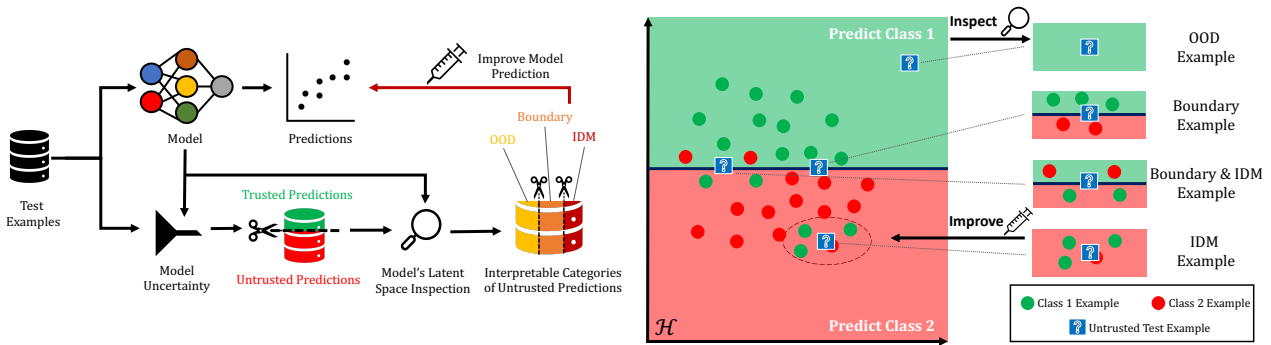 Test
Examples
Model
Predictions
Improve Model
Prediction
OOD
Boundary
IDM
Model
Uncertainty
Trusted Predictions
Untrusted Predictions
Model's Latent
Space Inspection
Interpretable Categories
of Untrusted Predictions
Predict Class 1
Predict Class 2
ℋ
Inspect
Improve
?
?
?
?
?
OOD
Example
?
Boundary
Example
?
Boundary & IDM
Example
?
IDM
Example
Class 1 Example
Class 2 Example
? Untrusted Test Example